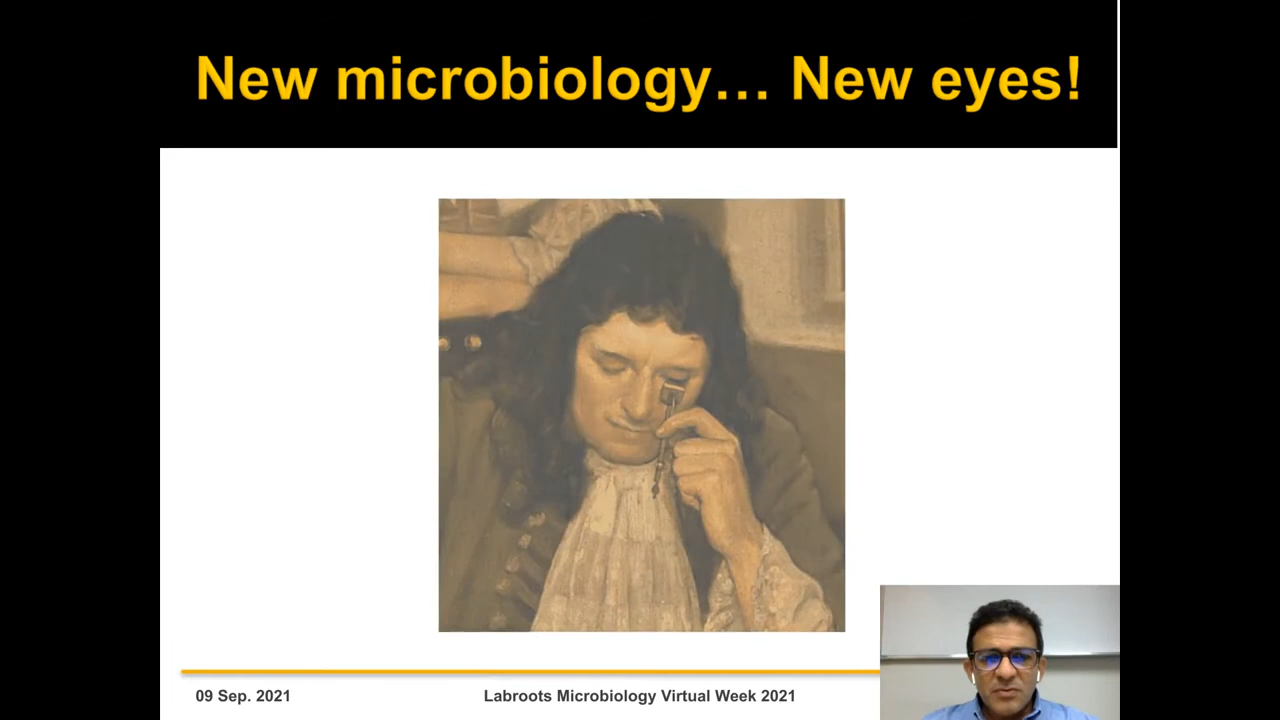 New microbiology… New eyes!
09 Sep. 2021
Labroots Microbiology Virtual Week 2021